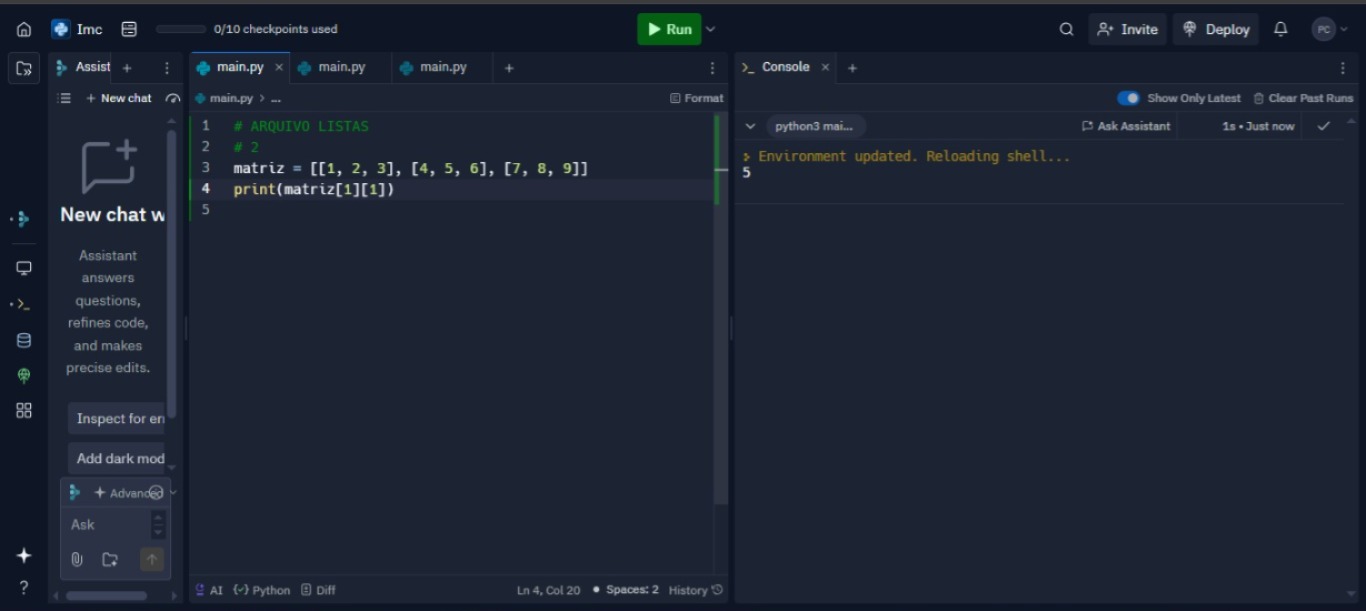 Imc
0/10 checkpoints used
Run
Invite
Deploy
PC
Assist
main.py
main.py
main.py
Console
New chat
main.py > ...
Format
Show Only Latest
Clear Past Runs
1 # ARQUIVO LISTAS
2 # 2
3 matriz = [[1, 2, 3], [4, 5, 6], [7, 8, 9]]
4 print(matriz[1][1])
5
python3 mai...
Ask Assistant
1s • Just now
Environment updated. Reloading shell...
5
New chat w
Assistant
answers
questions,
refines code,
and makes
precise edits.
Inspect for err
Add dark mod
Advanced
Ask
AI
Python
Diff
Ln 4, Col 20
Spaces: 2
History